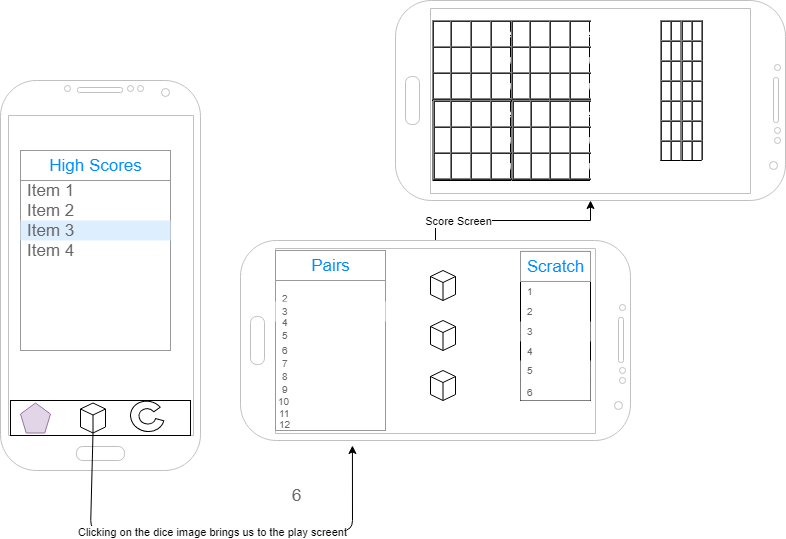 High Scores
Item 1
Item 2
Item 3
Item 4
Score Screen
Pairs
2
3
4
5
6
7
8
9
10
11
12
Scratch
1
2
3
4
5
6
6
Clicking on the dice image brings us to the play screent